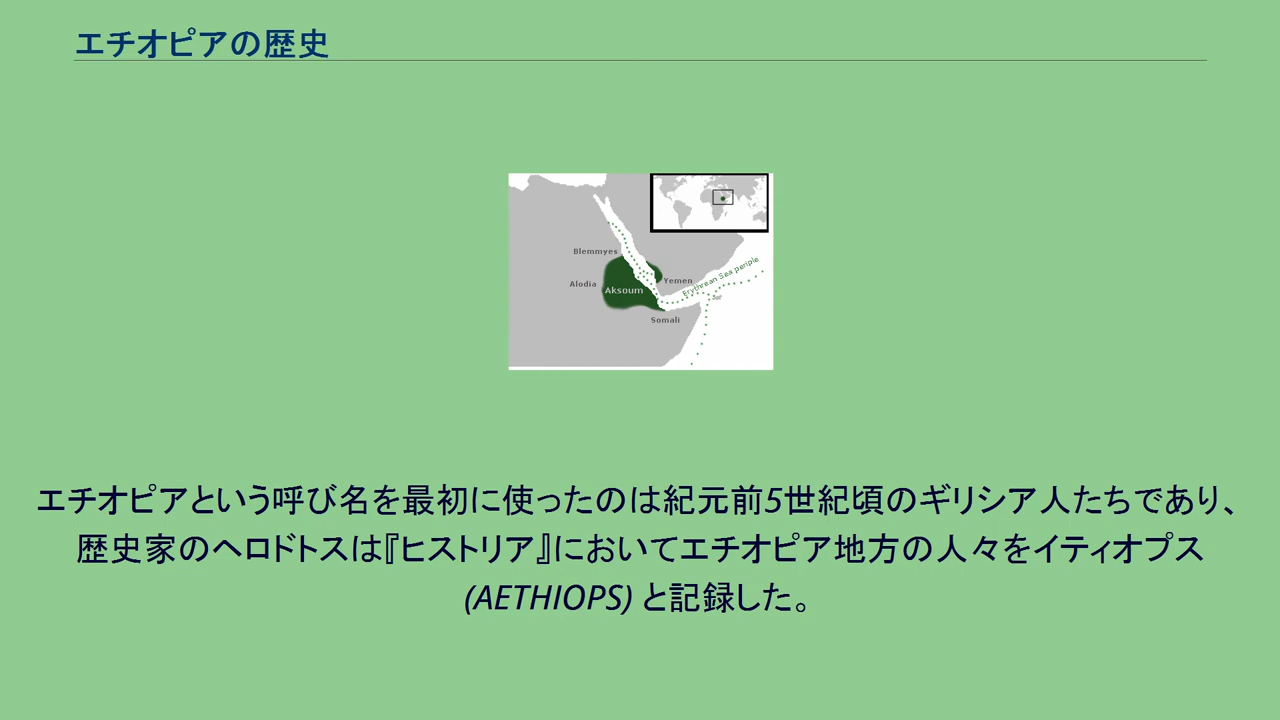 エチオピアの歴史
Blemmyes
Alodia
Aksoum
Yemen
Erythrean Sea periple
Somali
エチオピアという呼び名を最初に使ったのは紀元前5世紀頃のギリシア人たちであり、
歴史家のヘロドトスは『ヒストリア』においてエチオピア地方の人々をイティオプス
(AETHIOPS) と記録した。